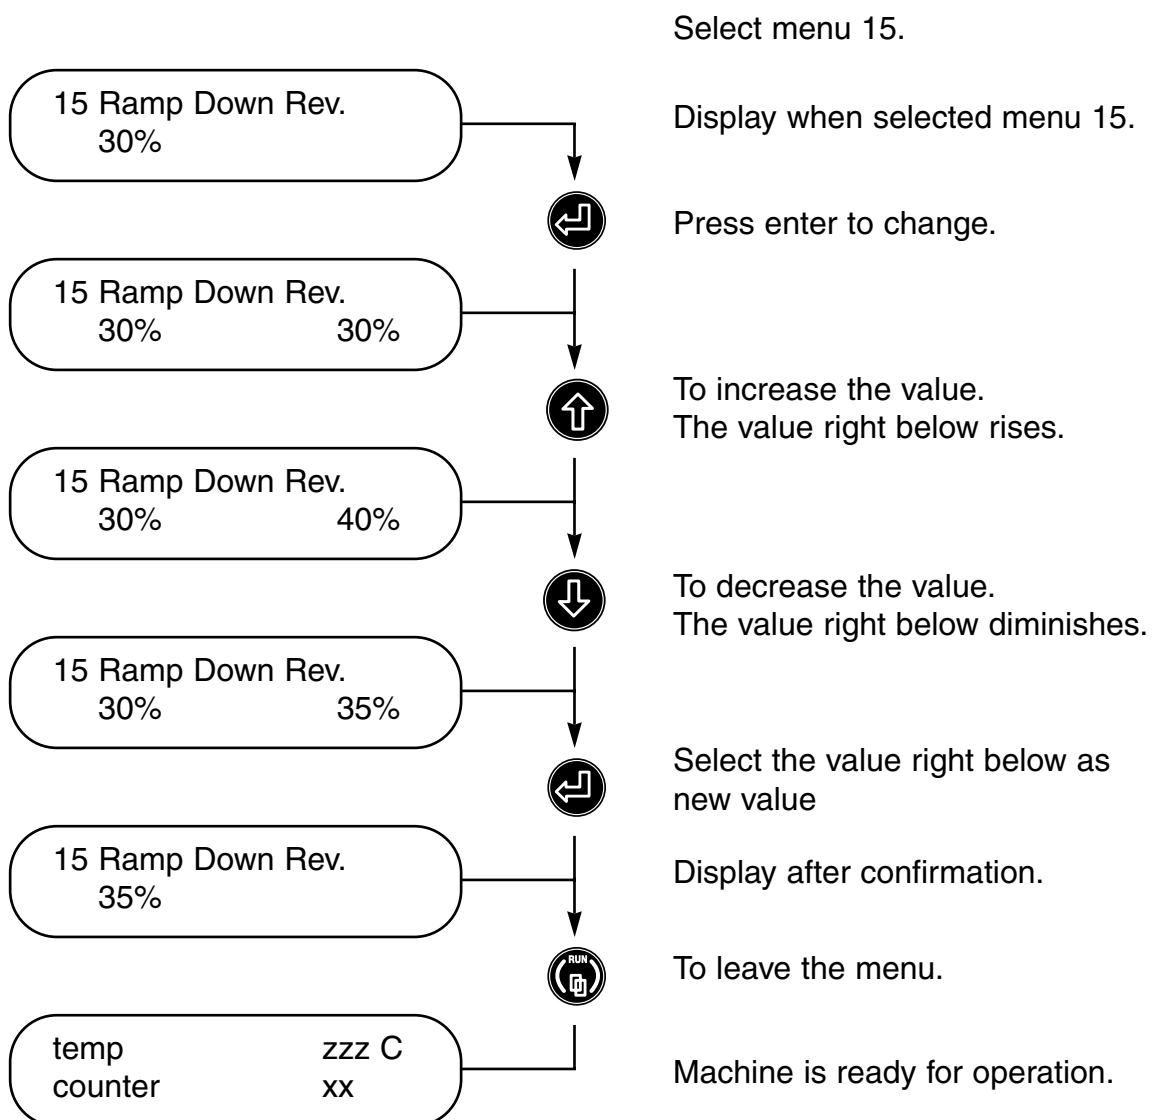 Select menu 15.
15 Ramp Down Rev.
30%
Display when selected menu 15.
Press enter to change.
15 Ramp Down Rev.
30% 30%
To increase the value.
The value right below rises.
15 Ramp Down Rev.
30% 40%
To decrease the value.
The value right below diminishes.
15 Ramp Down Rev.
30% 35%
Select the value right below as
new value
15 Ramp Down Rev.
35%
Display after confirmation.
RUN
To leave the menu.
temp zzz C
counter xx
Machine is ready for operation.